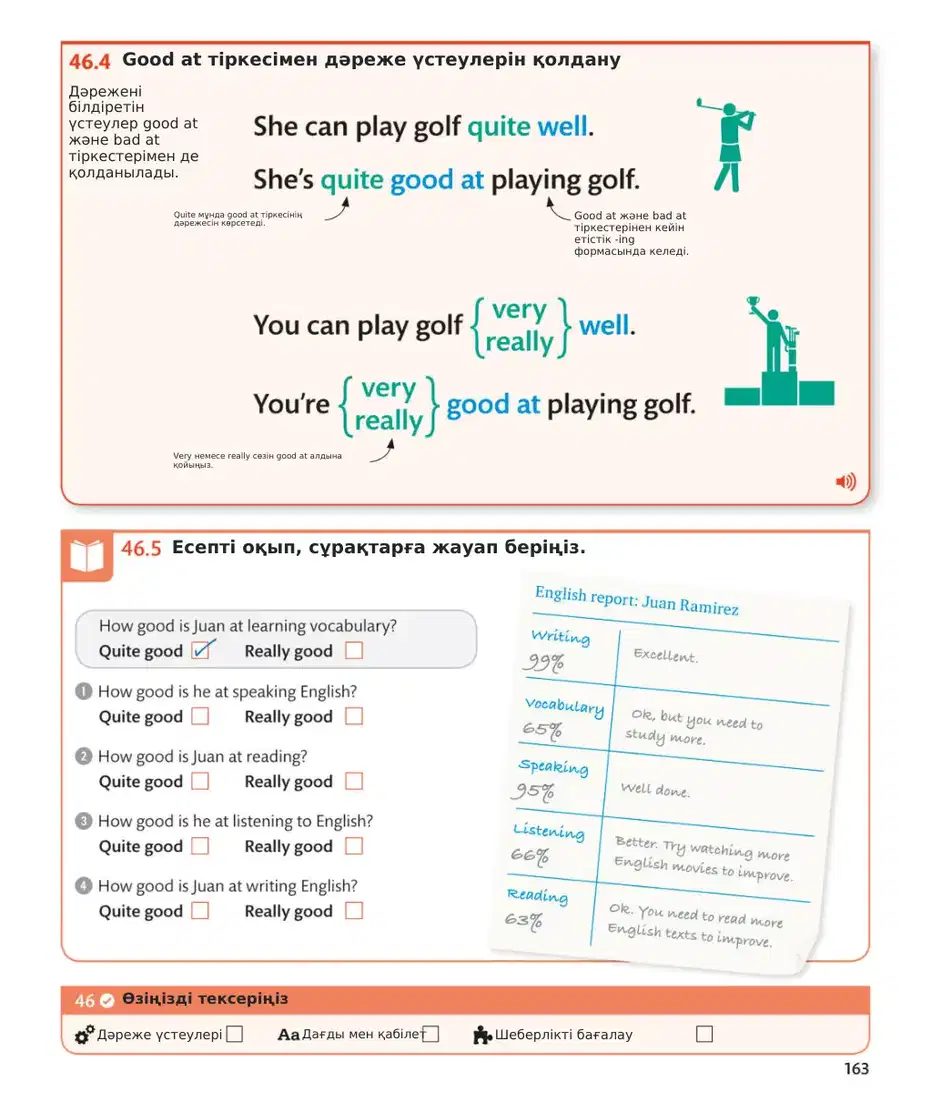 46.4 Good at тіркесімен дәреже үстеулерін қолдану
Дәрежені
білдіретін
үстеулер good at
және bad at
тіркестерімен де
қолданылады.
She can play golf quite well.
She's quite good at playing golf.
Quite мұнда good at тіркесінің
дәрежесін көрсетеді.
Good at және bad at
тіркестерінен кейін
етістік -ing
формасында келеді.
You can play golf { very really } well.
You're { very really } good at playing golf.
Very немесе really сөзін good at алдына
қойыңыз.
46.5 Есепті оқып, сұрақтарға жауап беріңіз.
How good is Juan at learning vocabulary?
Quite good Really good
1 How good is he at speaking English?
Quite good Really good
2 How good is Juan at reading?
Quite good Really good
3 How good is he at listening to English?
Quite good Really good
4 How good is Juan at writing English?
Quite good Really good
English report: Juan Ramirez
Writing
99%
Excellent.
Vocabulary
65%
Ok, but you need to
study more.
Speaking
95%
Well done.
Listening
66%
Better. Try watching more
English movies to improve.
Reading
63%
Ok. You need to read more
English texts to improve.
46 Өзіңізді тексеріңіз
Дәреже үстеулері Aa Дағды мен қабілет Шеберлікті бағалау
163